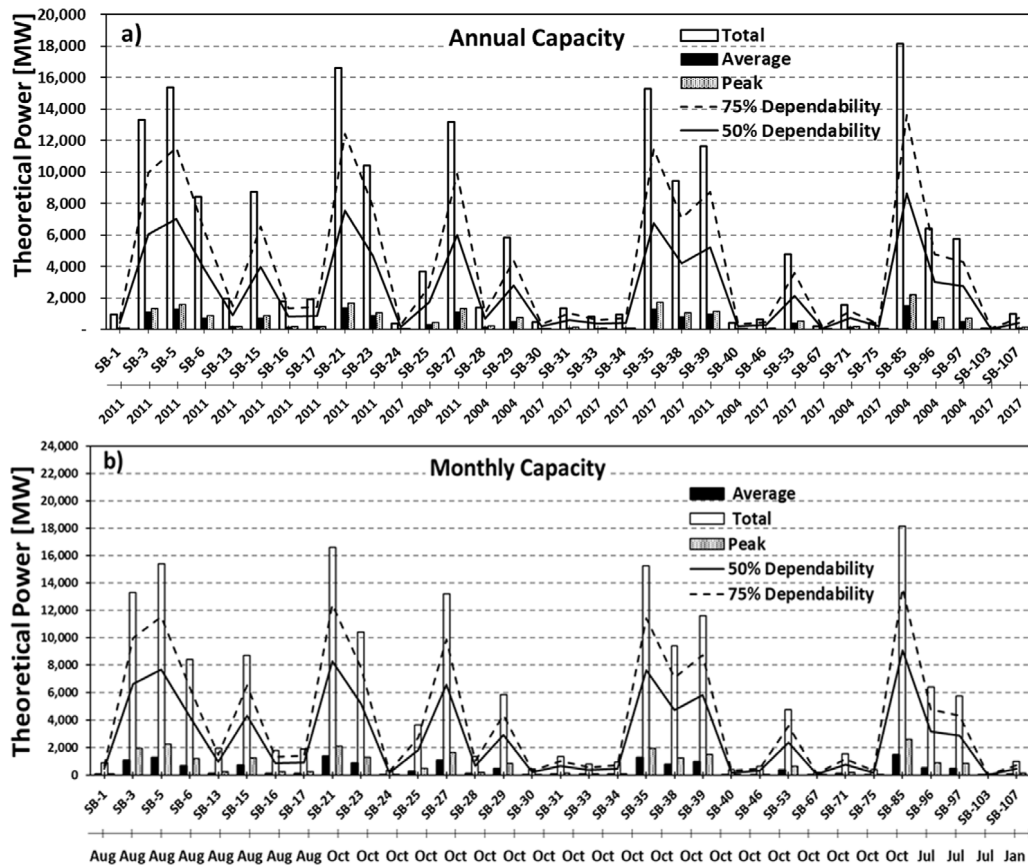 20,000
a)
Annual Capacity
Total
Average
Peak
75% Dependability
50% Dependability
18,000
16,000
14,000
12,000
10,000
8,000
6,000
4,000
2,000
-
Theoretical Power [MW]
SB-1 SB-3 SB-5 SB-6 SB-13 SB-15 SB-16 SB-17 SB-21 SB-23 SB-24 SB-25 SB-27 SB-28 SB-29 SB-30 SB-31 SB-33 SB-34 SB-35 SB-38 SB-39 SB-40 SB-46 SB-53 SB-67 SB-71 SB-75 SB-85 SB-96 SB-97 SB-103 SB-107
2011 2011 2011 2011 2011 2011 2011 2011 2011 2011 2017 2004 2011 2004 2004 2017 2017 2017 2017 2017 2017 2011 2017 2017 2004 2017 2004 2017 2004 2004 2004 2017 2017
24,000
b)
Monthly Capacity
Average
Total
Peak
50% Dependability
75% Dependability
22,000
20,000
18,000
16,000
14,000
12,000
10,000
8,000
6,000
4,000
2,000
0
Theoretical Power [MW]
SB-1 SB-3 SB-5 SB-6 SB-13 SB-15 SB-16 SB-17 SB-21 SB-23 SB-24 SB-25 SB-27 SB-28 SB-29 SB-30 SB-31 SB-33 SB-34 SB-35 SB-38 SB-39 SB-40 SB-46 SB-53 SB-67 SB-71 SB-75 SB-85 SB-96 SB-97 SB-103 SB-107
Aug Aug Aug Aug Aug Aug Aug Aug Oct Oct Oct Oct Oct Oct Oct Oct Oct Oct Oct Oct Oct Oct Oct Oct Oct Oct Oct Oct Oct Jul Jul Jul Jan